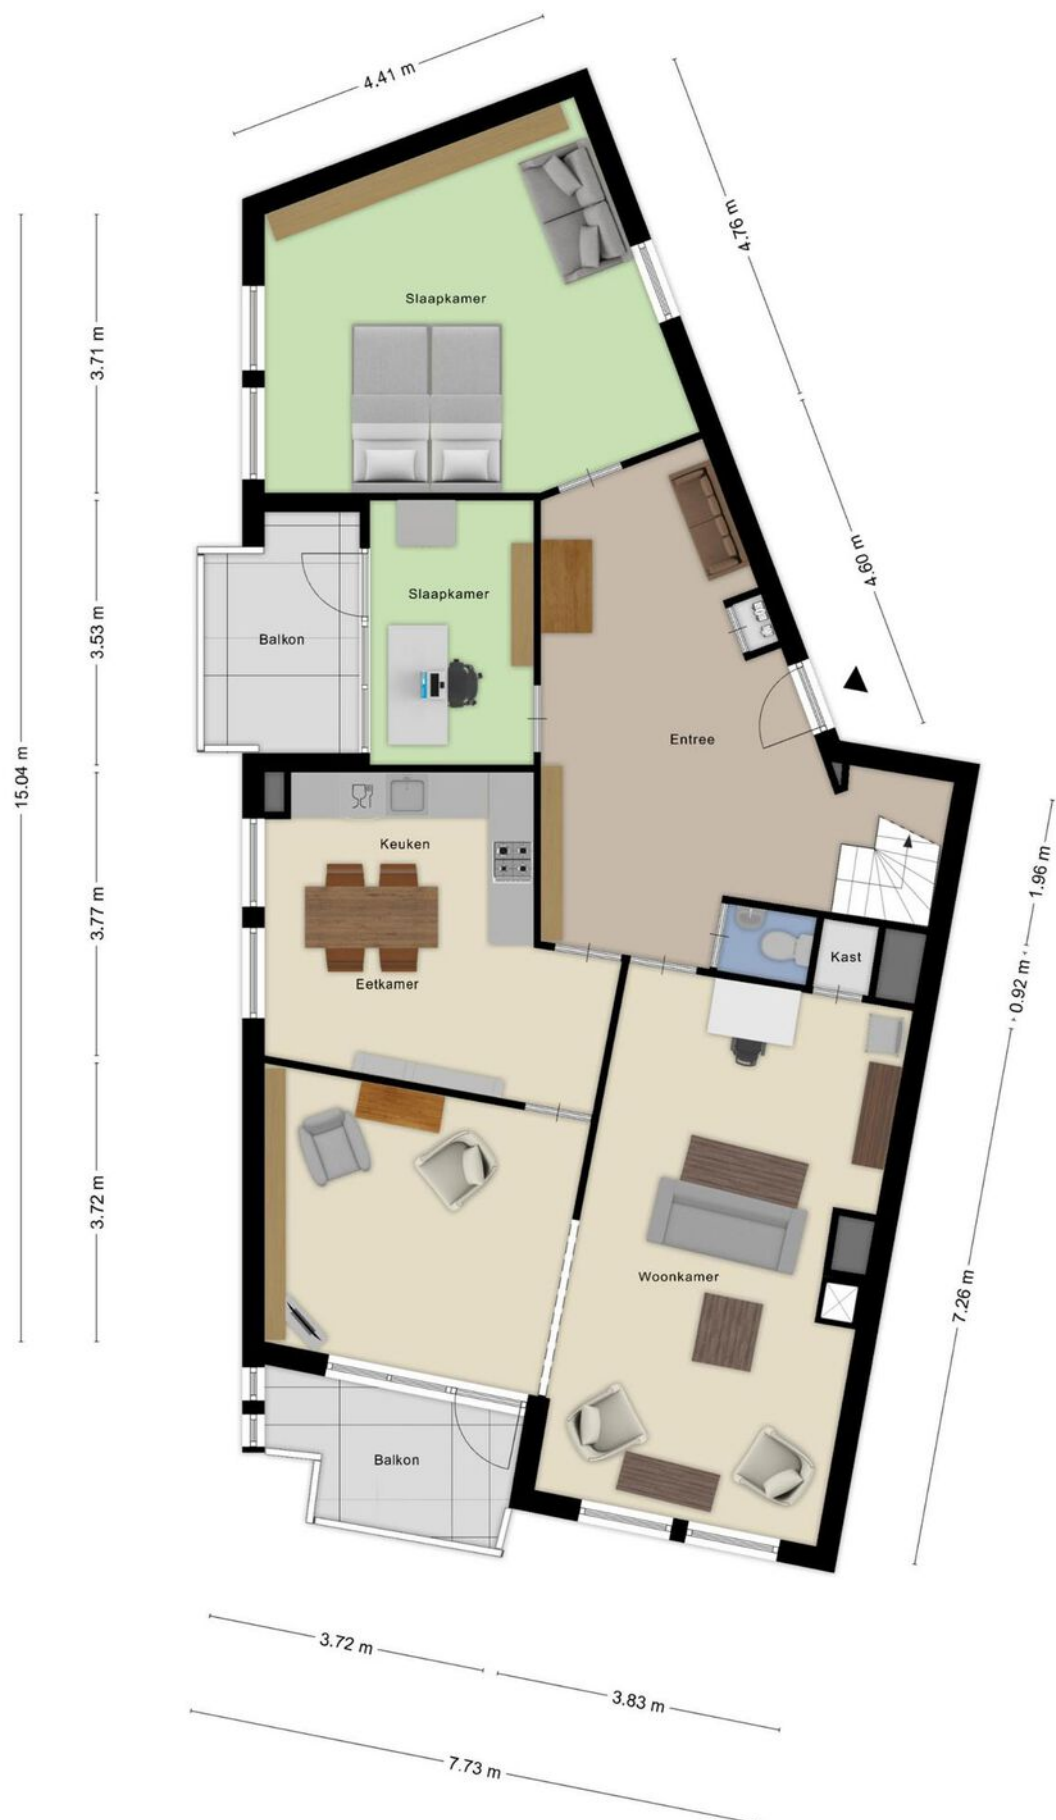 4.41 m
4.76 m
Slaapkamer
3.71 m
4.60 m
Slaapkamer
3.53 m
Balkon
Entree
15.04 m
Keuken
1.96 m
3.77 m
Kast
Eetkamer
0.92 m
3.72 m
Woonkamer
7.26 m
Balkon
3.72 m
3.83 m
7.73 m